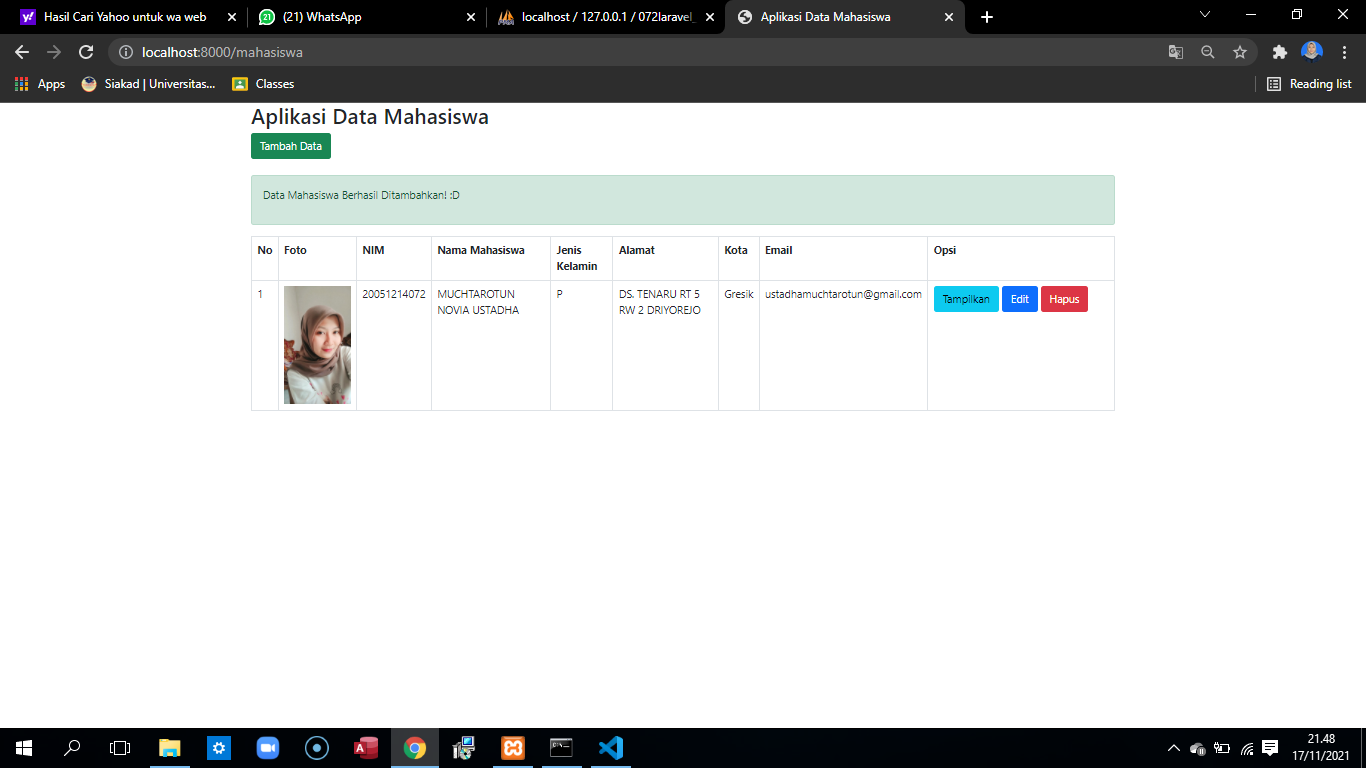 Hasil Cari Yahoo untuk wa web
(21) WhatsApp
localhost / 127.0.0.1 / 072laravel_
Aplikasi Data Mahasiswa
localhost:8000/mahasiswa
Apps
Siakad | Universitas...
Classes
Reading list
Aplikasi Data Mahasiswa
Tambah Data
Data Mahasiswa Berhasil Ditambahkan! :D
No Foto NIM Nama Mahasiswa Jenis Kelamin Alamat Kota Email Opsi
1 20051214072 MUCHTAROTUN NOVIA USTADHA P DS. TENARU RT 5 RW 2 DRIYOREJO Gresik ustadhamuchtarotun@gmail.com Tampilkan Edit Hapus
21.48
17/11/2021